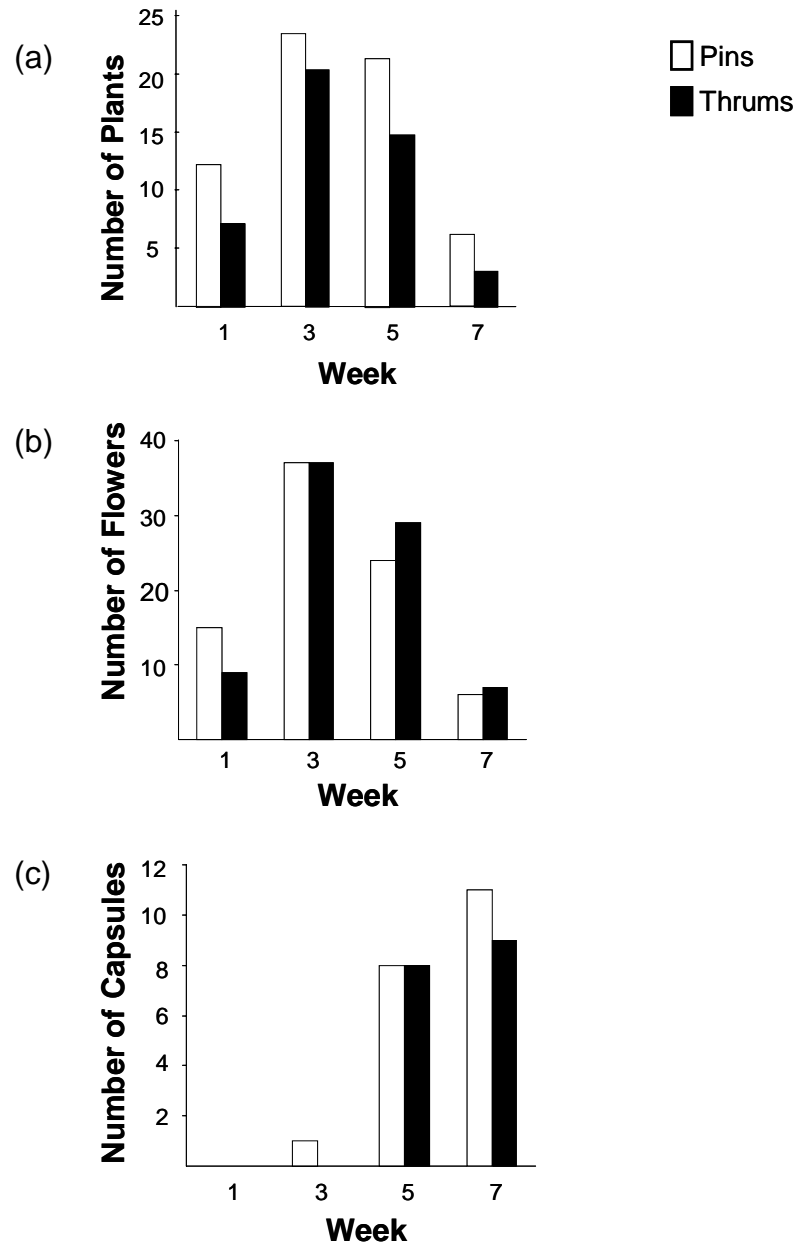 (a)
Number of Plants
25
20
15
10
5
1 3 5 7
Week
Pins
Thrums
(b)
Number of Flowers
40
30
20
10
1 3 5 7
Week
(c)
Number of Capsules
12
10
8
6
4
2
1 3 5 7
Week